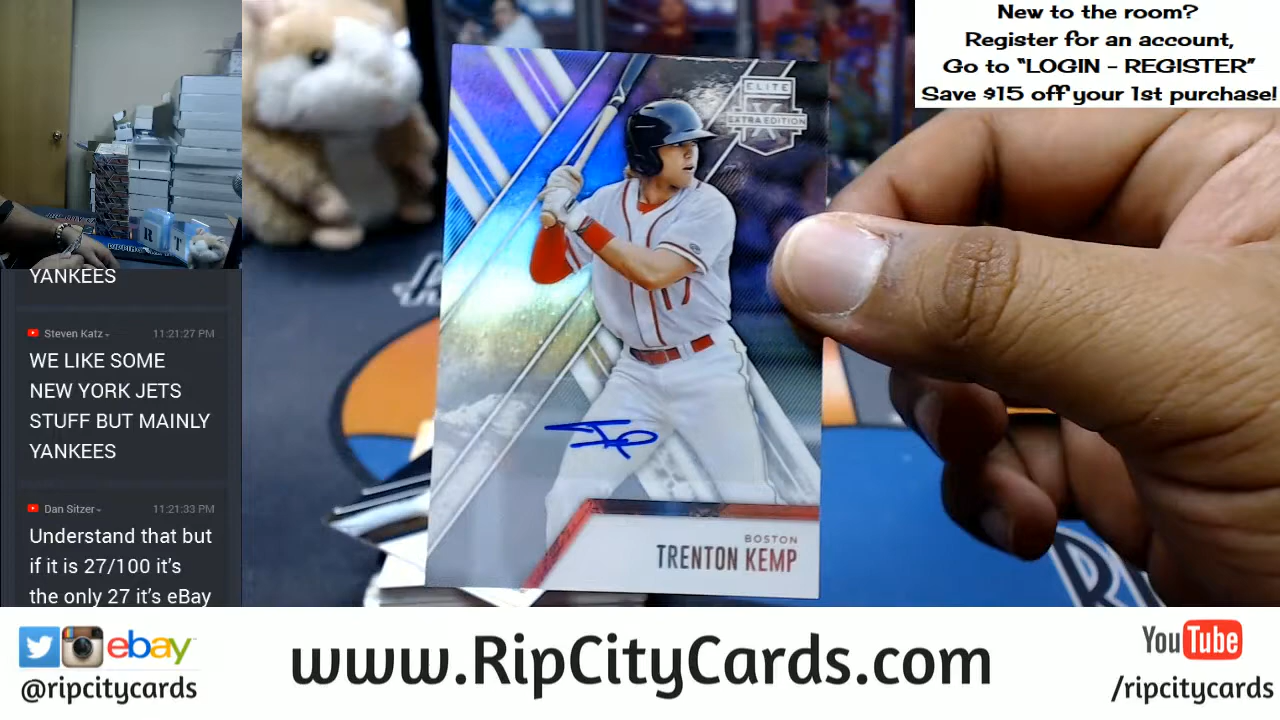 New to the room?
Register for an account,
Go to "LOGIN - REGISTER"
Save $15 off your 1st purchase!
ELITE
EXTRA EDITION
BOSTON
TRENTON KEMP
R T
YANKEES
Steven Katz 11:21:27 PM
WE LIKE SOME
NEW YORK JETS
STUFF BUT MAINLY
YANKEES
Dan Sitzer 11:21:33 PM
Understand that but
if it is 27/100 it's
the only 27 it's eBay
ebay
@ripcitycards
www.RipCityCards.com
YouTube
/ripcitycards